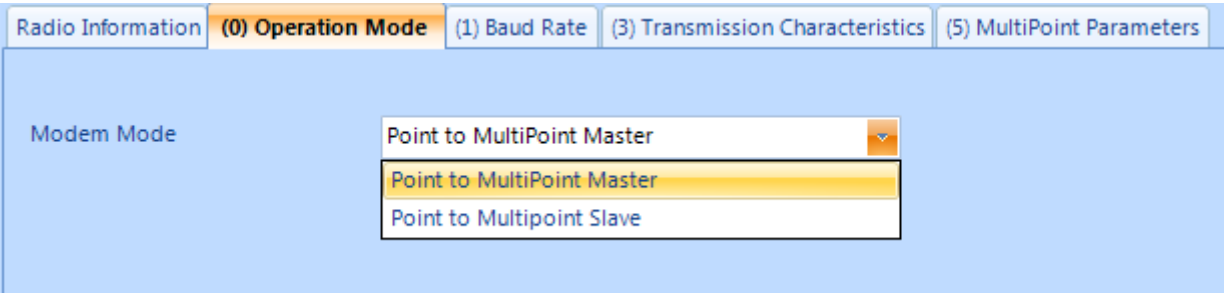 Radio Information (0) Operation Mode (1) Baud Rate (3) Transmission Characteristics (5) MultiPoint Parameters
Modem Mode Point to MultiPoint Master
Point to MultiPoint Master
Point to Multipoint Slave